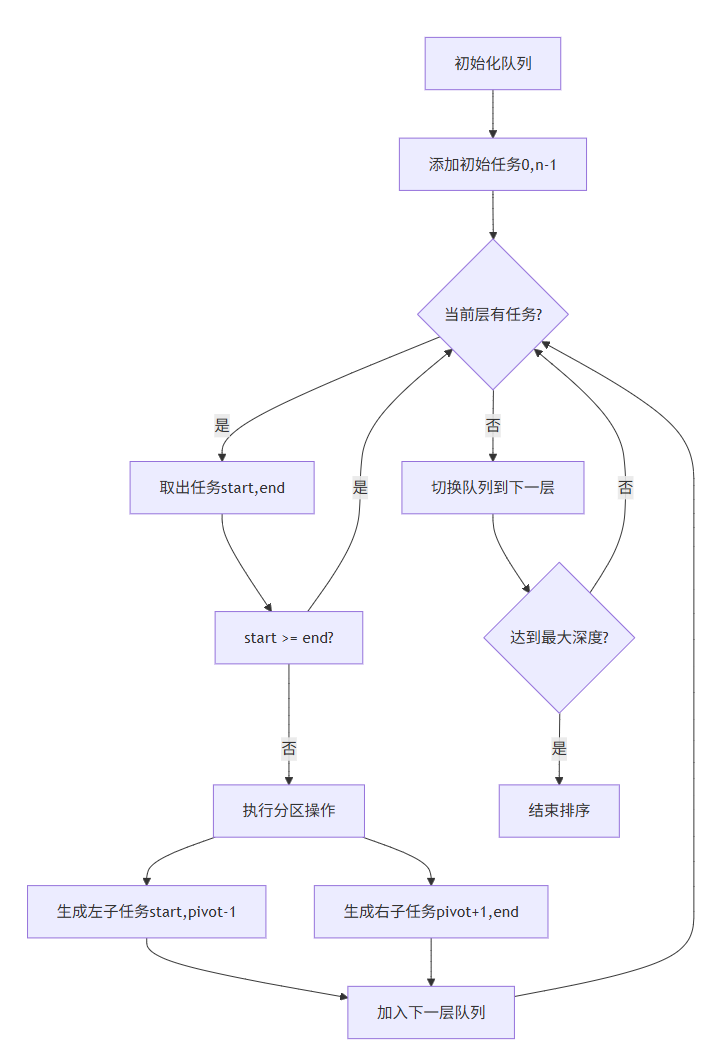 初始化队列
添加初始任务0,n-1
当前层有任务?
是
否
取出任务start,end
是
切换队列到下一层
否
start >= end?
达到最大深度?
否
是
执行分区操作
结束排序
生成左子任务start,pivot-1
生成右子任务pivot+1,end
加入下一层队列